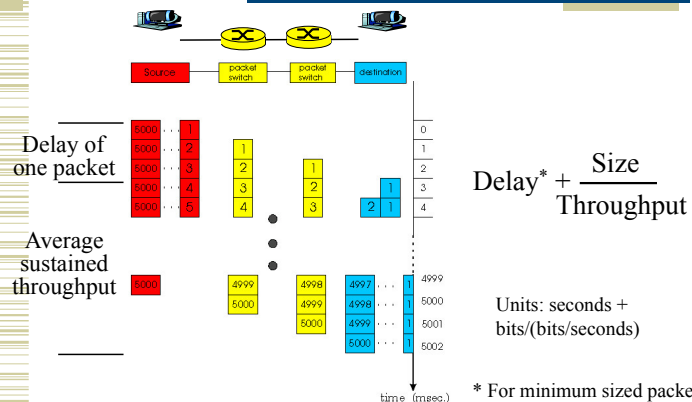 Source
packet switch
packet switch
destination
Delay of
one packet
Average
sustained
throughput
5000 · · · 1
0
5000 · · · 2
1
1
5000 · · · 3
2
1
2
5000 · · · 4
3
2
1
3
5000 · · · 5
4
3
2 1
4
5000
4999
4998
4997 · · · 1
4999
5000
4999
4998 · · · 1
5000
5000
4999 · · · 1
5001
5000 · · · 1
5002
time (msec.)
Delay* + Size
Throughput
Units: seconds +
bits/(bits/seconds)
* For minimum sized packe